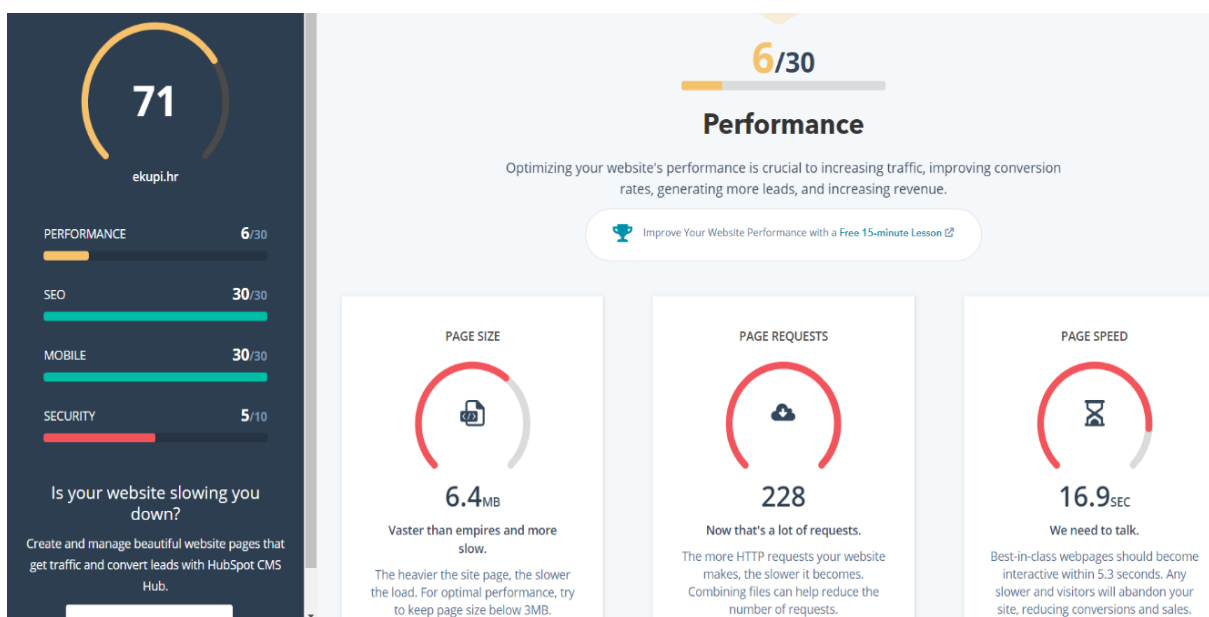 71
ekupi.hr
PERFORMANCE 6/30
SEO 30/30
MOBILE 30/30
SECURITY 5/10
Is your website slowing you
down?
Create and manage beautiful website pages that
get traffic and convert leads with HubSpot CMS
Hub.
6/30
Performance
Optimizing your website's performance is crucial to increasing traffic, improving conversion
rates, generating more leads, and increasing revenue.
Improve Your Website Performance with a Free 15-minute Lesson
PAGE SIZE
6.4MB
Vaster than empires and more
slow.
The heavier the site page, the slower
the load. For optimal performance, try
to keep page size below 3MB.
PAGE REQUESTS
228
Now that's a lot of requests.
The more HTTP requests your website
makes, the slower it becomes.
Combining files can help reduce the
number of requests.
PAGE SPEED
16.9SEC
We need to talk.
Best-in-class webpages should become
interactive within 5.3 seconds. Any
slower and visitors will abandon your
site, reducing conversions and sales.